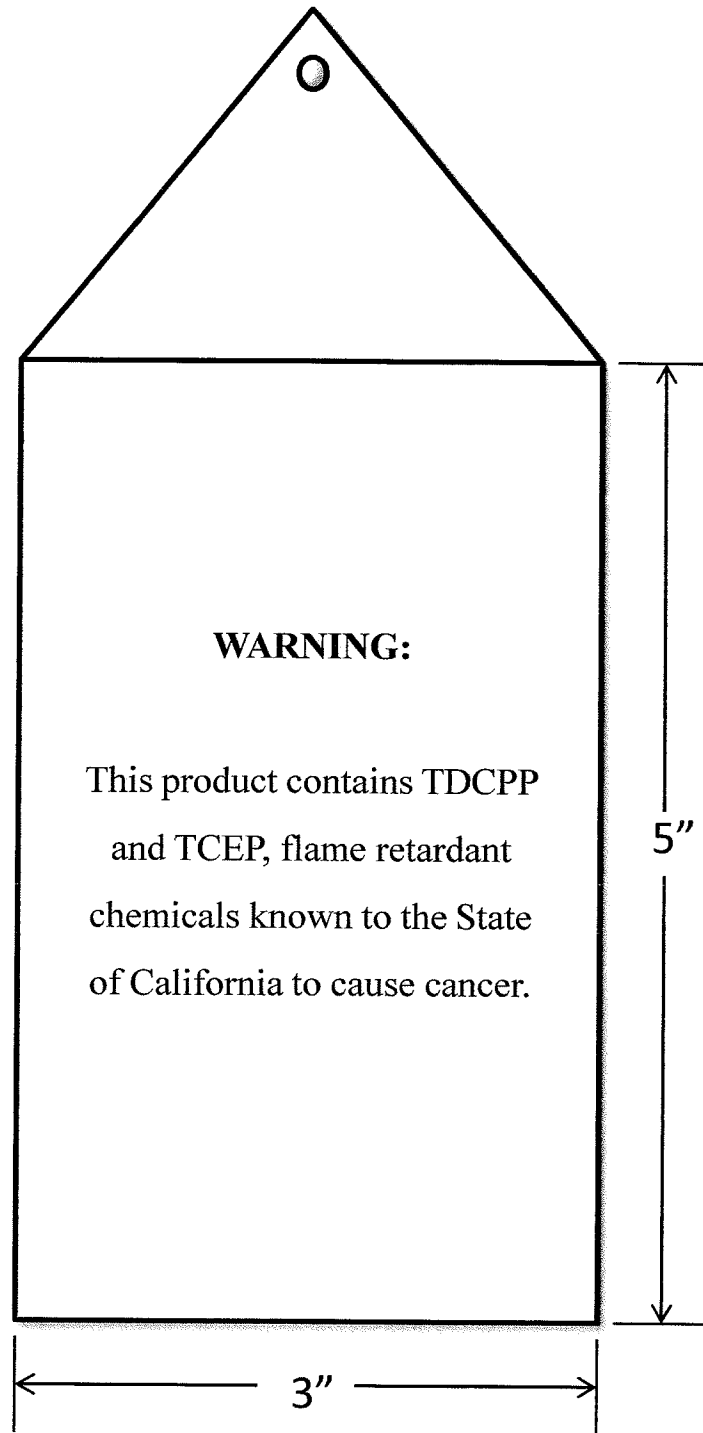 WARNING:
This product contains TDCPP
and TCEP, flame retardant
chemicals known to the State
of California to cause cancer.
5”
3”